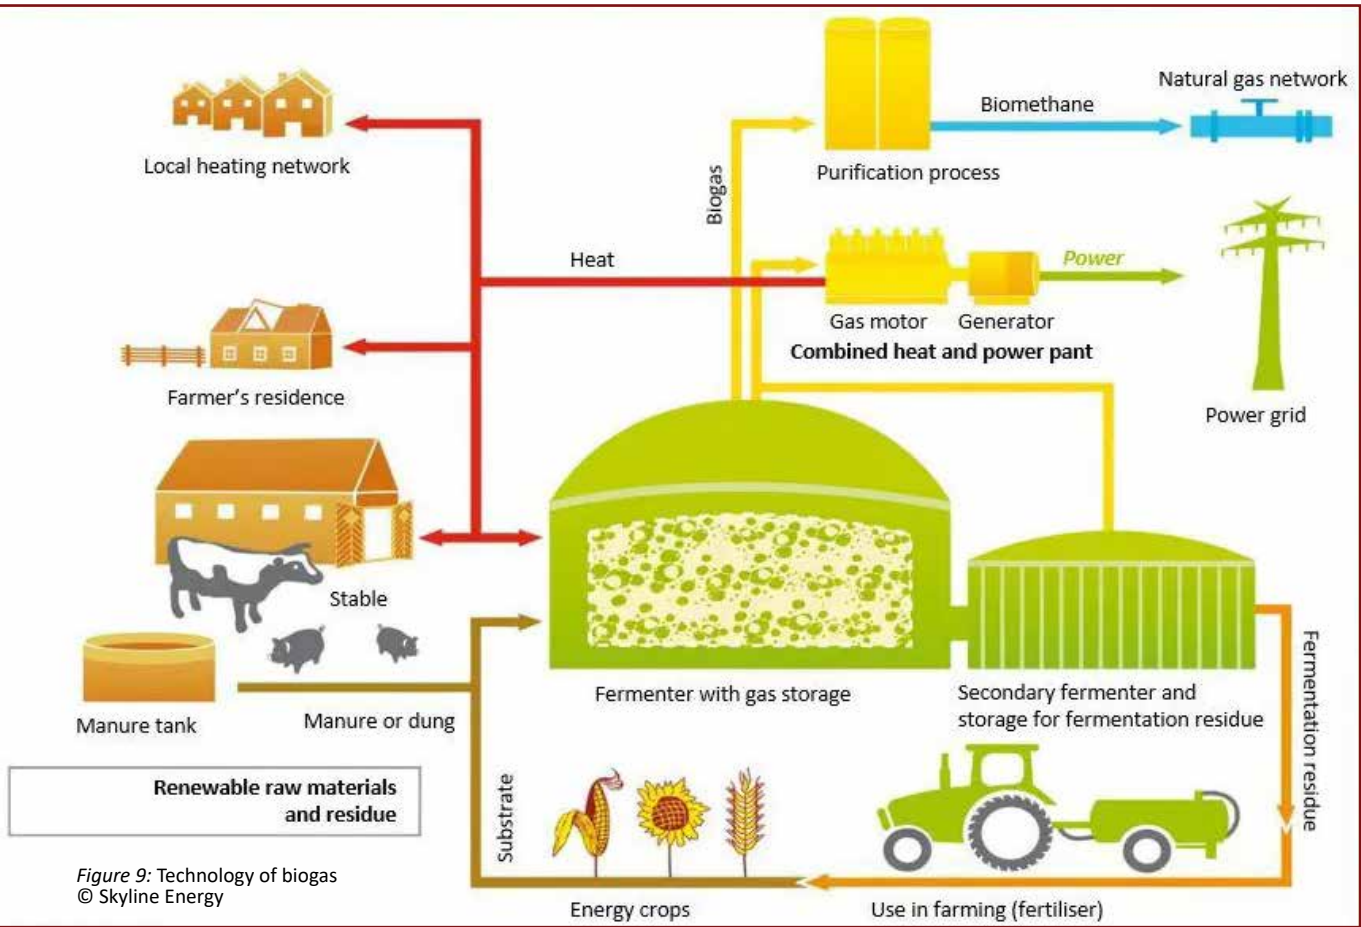 Natural gas network
Biomethane
Local heating network
Purification process
Biogas
Heat
Power
Gas motor
Generator
Combined heat and power pant
Farmer's residence
Power grid
Stable
Fermenter with gas storage
Secondary fermenter and
storage for fermentation residue
Fermentation residue
Manure tank
Manure or dung
Renewable raw materials
and residue
Substrate
Figure 9: Technology of biogas
© Skyline Energy
Energy crops
Use in farming (fertiliser)